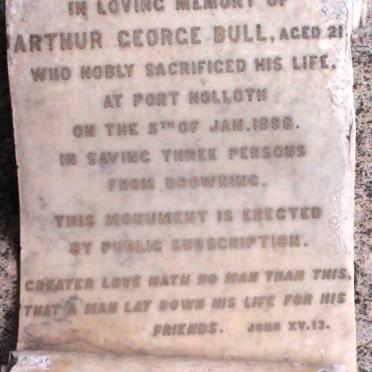 IN LOVING MEMORY OF
ARTHUR GEORGE BULL, AGED 21
WHO NOBLY SACRIFICED HIS LIFE,
AT PORT NOLLOTH
ON THE 5TH OF JAN. 1888.
IN SAVING THREE PERSONS
FROM DROWNING.
THIS MONUMENT IS ERECTED
BY PUBLIC SUBSCRIPTION.
GREATER LOVE HATH NO MAN THAN THIS,
THAT A MAN LAY DOWN HIS LIFE FOR HIS
FRIENDS. JOHN XV.13.